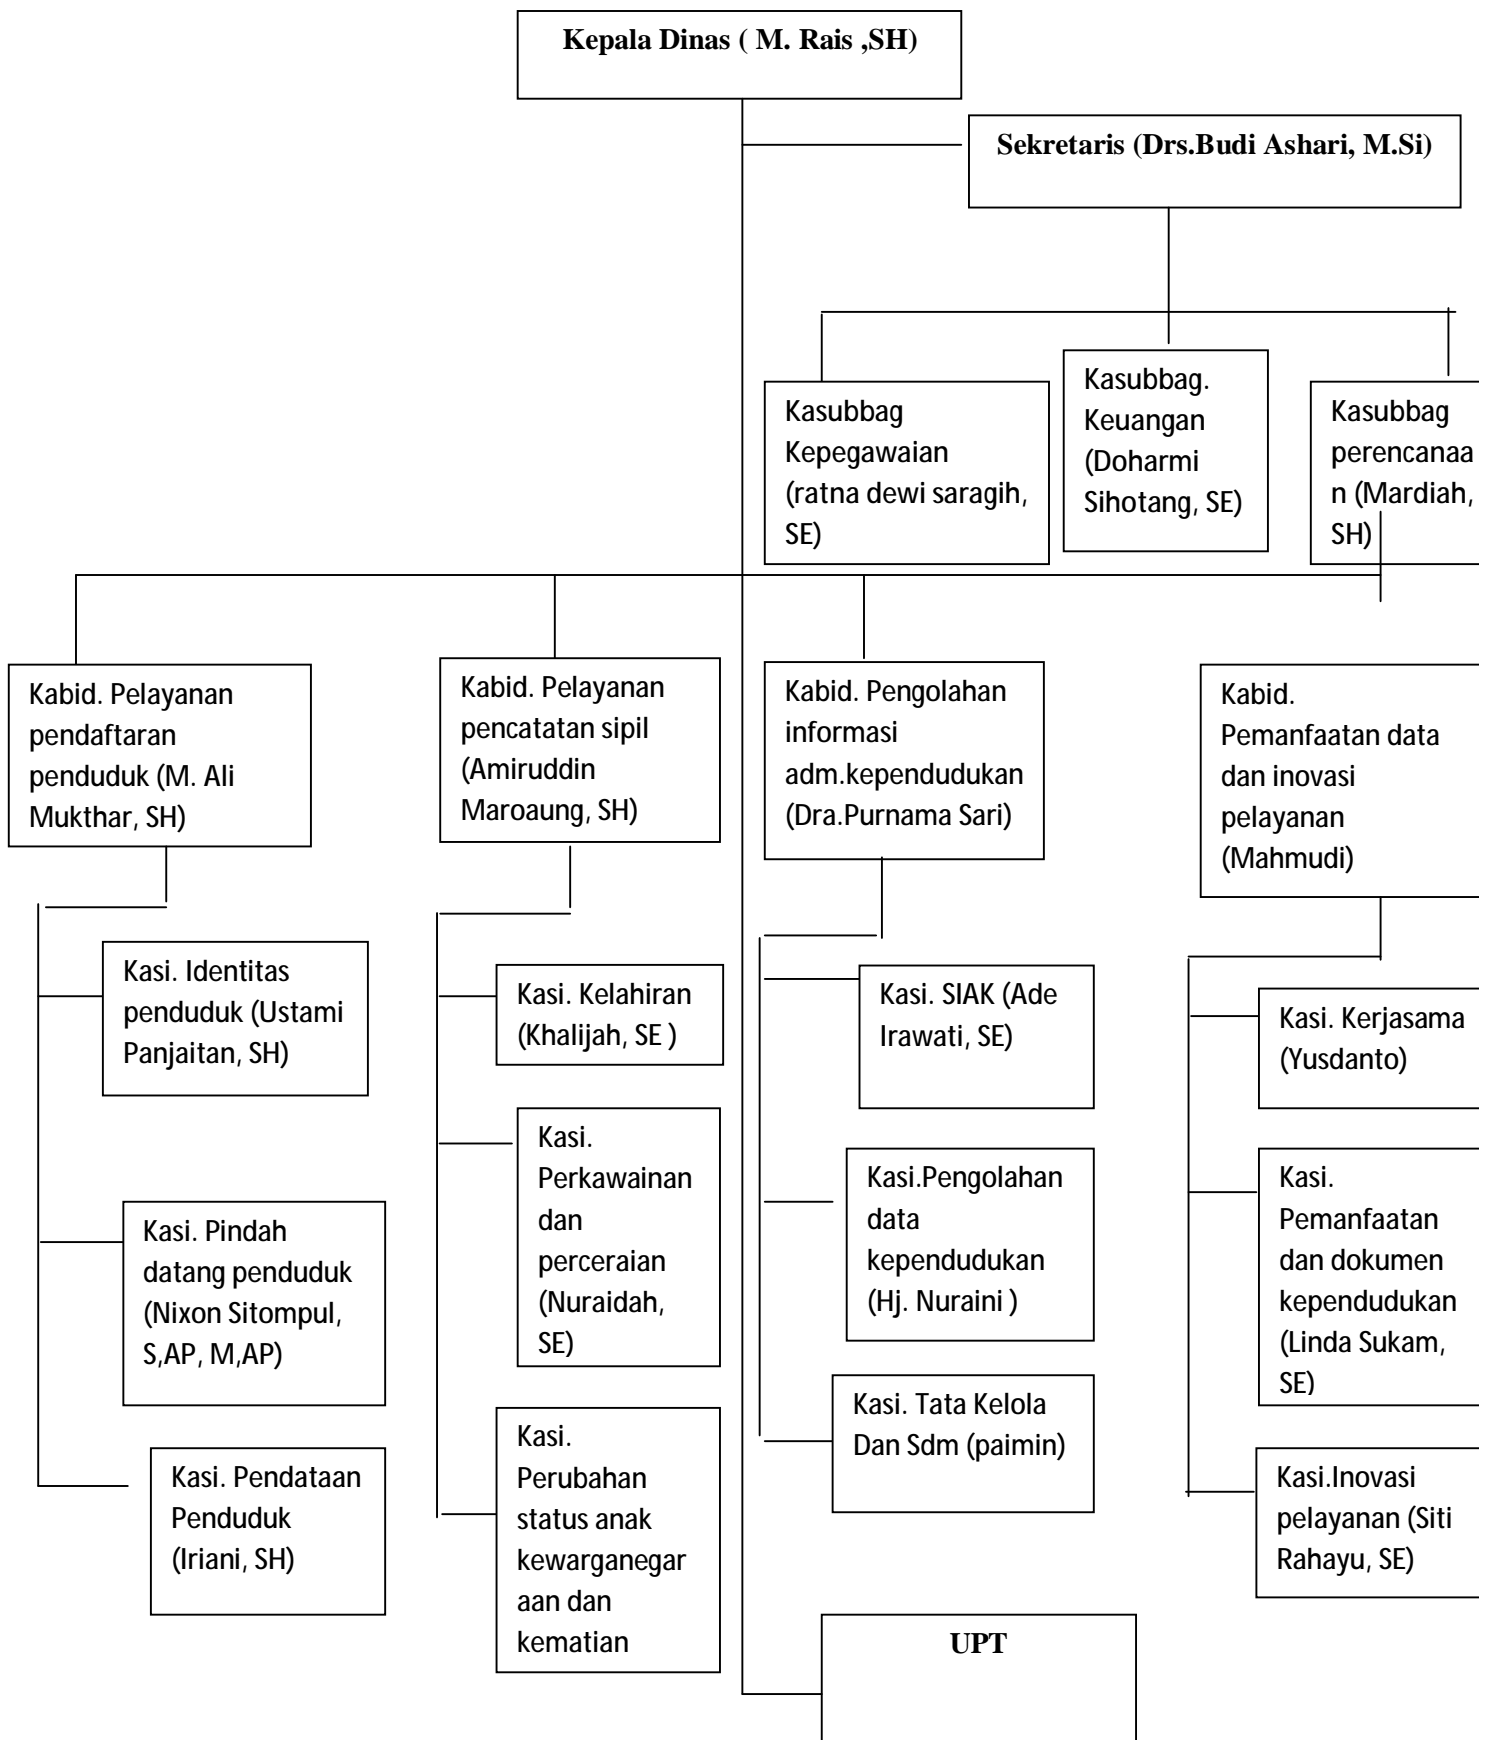 Kepala Dinas ( M. Rais ,SH)
Sekretaris (Drs.Budi Ashari, M.Si)
Kasubbag
Kepegawaian
(ratna dewi saragih,
SE)
Kasubbag.
Keuangan
(Doharmi
Sihotang, SE)
Kasubbag
perencanaa
n (Mardiah,
SH)
Kabid. Pelayanan
pendaftaran
penduduk (M. Ali
Mukthar, SH)
Kabid. Pelayanan
pencatatan sipil
(Amiruddin
Maroaung, SH)
Kabid. Pengolahan
informasi
adm.kependudukan
(Dra.Purnama Sari)
Kabid.
Pemanfaatan data
dan inovasi
pelayanan
(Mahmudi)
Kasi. Identitas
penduduk (Ustami
Panjaitan, SH)
Kasi. Pindah
datang penduduk
(Nixon Sitompul,
S,AP, M,AP)
Kasi. Pendataan
Penduduk
(Iriani, SH)
Kasi. Kelahiran
(Khalijah, SE )
Kasi.
Perkawainan
dan
perceraian
(Nuraidah,
SE)
Kasi.
Perubahan
status anak
kewarganegar
aan dan
kematian
Kasi. SIAK (Ade
Irawati, SE)
Kasi.Pengolahan
data
kependudukan
(Hj. Nuraini )
Kasi. Tata Kelola
Dan Sdm (paimin)
Kasi. Kerjasama
(Yusdanto)
Kasi.
Pemanfaatan
dan dokumen
kependudukan
(Linda Sukam,
SE)
Kasi.Inovasi
pelayanan (Siti
Rahayu, SE)
UPT